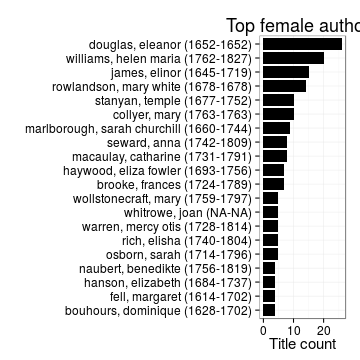 Top female autho
douglas, eleanor (1652-1652)
williams, helen maria (1762-1827)
james, elinor (1645-1719)
rowlandson, mary white (1678-1678)
stanyan, temple (1677-1752)
collyer, mary (1763-1763)
marlborough, sarah churchill (1660-1744)
seward, anna (1742-1809)
macaulay, catharine (1731-1791)
haywood, eliza fowler (1693-1756)
brooke, frances (1724-1789)
wollstonecraft, mary (1759-1797)
whitrowe, joan (NA-NA)
warren, mercy otis (1728-1814)
rich, elisha (1740-1804)
osborn, sarah (1714-1796)
naubert, benedikte (1756-1819)
hanson, elizabeth (1684-1737)
fell, margaret (1614-1702)
bouhours, dominique (1628-1702)
0 10 20
Title count